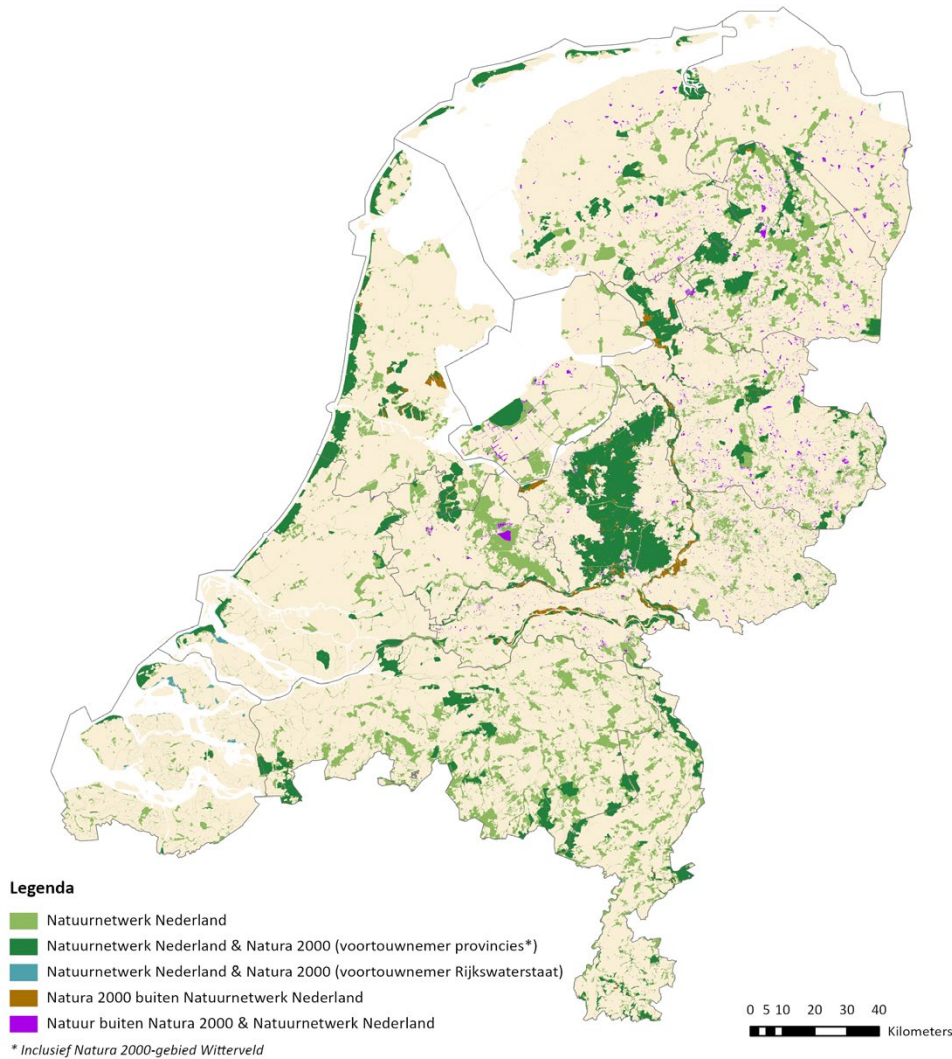 Legenda
Natuurnetwerk Nederland
Natuurnetwerk Nederland & Natura 2000 (voortouwnemer provincies*)
Natuurnetwerk Nederland & Natura 2000 (voortouwnemer Rijkswaterstaat)
Natura 2000 buiten Natuurnetwerk Nederland
Natuur buiten Natura 2000 & Natuurnetwerk Nederland
* Inclusief Natura 2000-gebied Witterveld
0 5 10 20 30 40
Kilometers